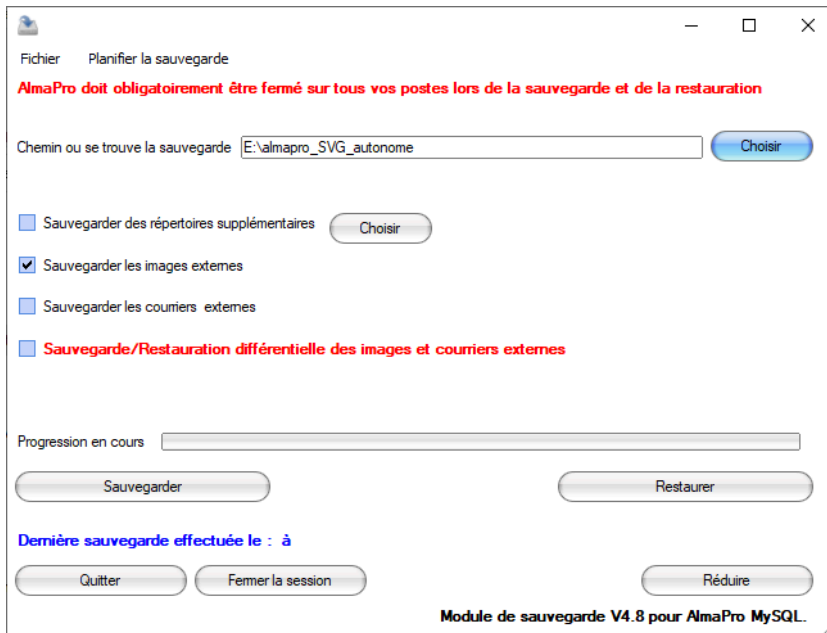 Fichier Planifier la sauvegarde
AlmaPro doit obligatoirement être fermé sur tous vos postes lors de la sauvegarde et de la restauration
Chemin ou se trouve la sauvegarde E:\almapro_SVG_autonome Choisir
Sauvegarder des répertoires supplémentaires Choisir
Sauvegarder les images externes
Sauvegarder les courriers externes
Sauvegarde/Restauration différentielle des images et courriers externes
Progression en cours
Sauvegarder Restaurer
Dernière sauvegarde effectuée le : à
Quitter Fermer la session Réduire
Module de sauvegarde V4.8 pour AlmaPro MySQL.